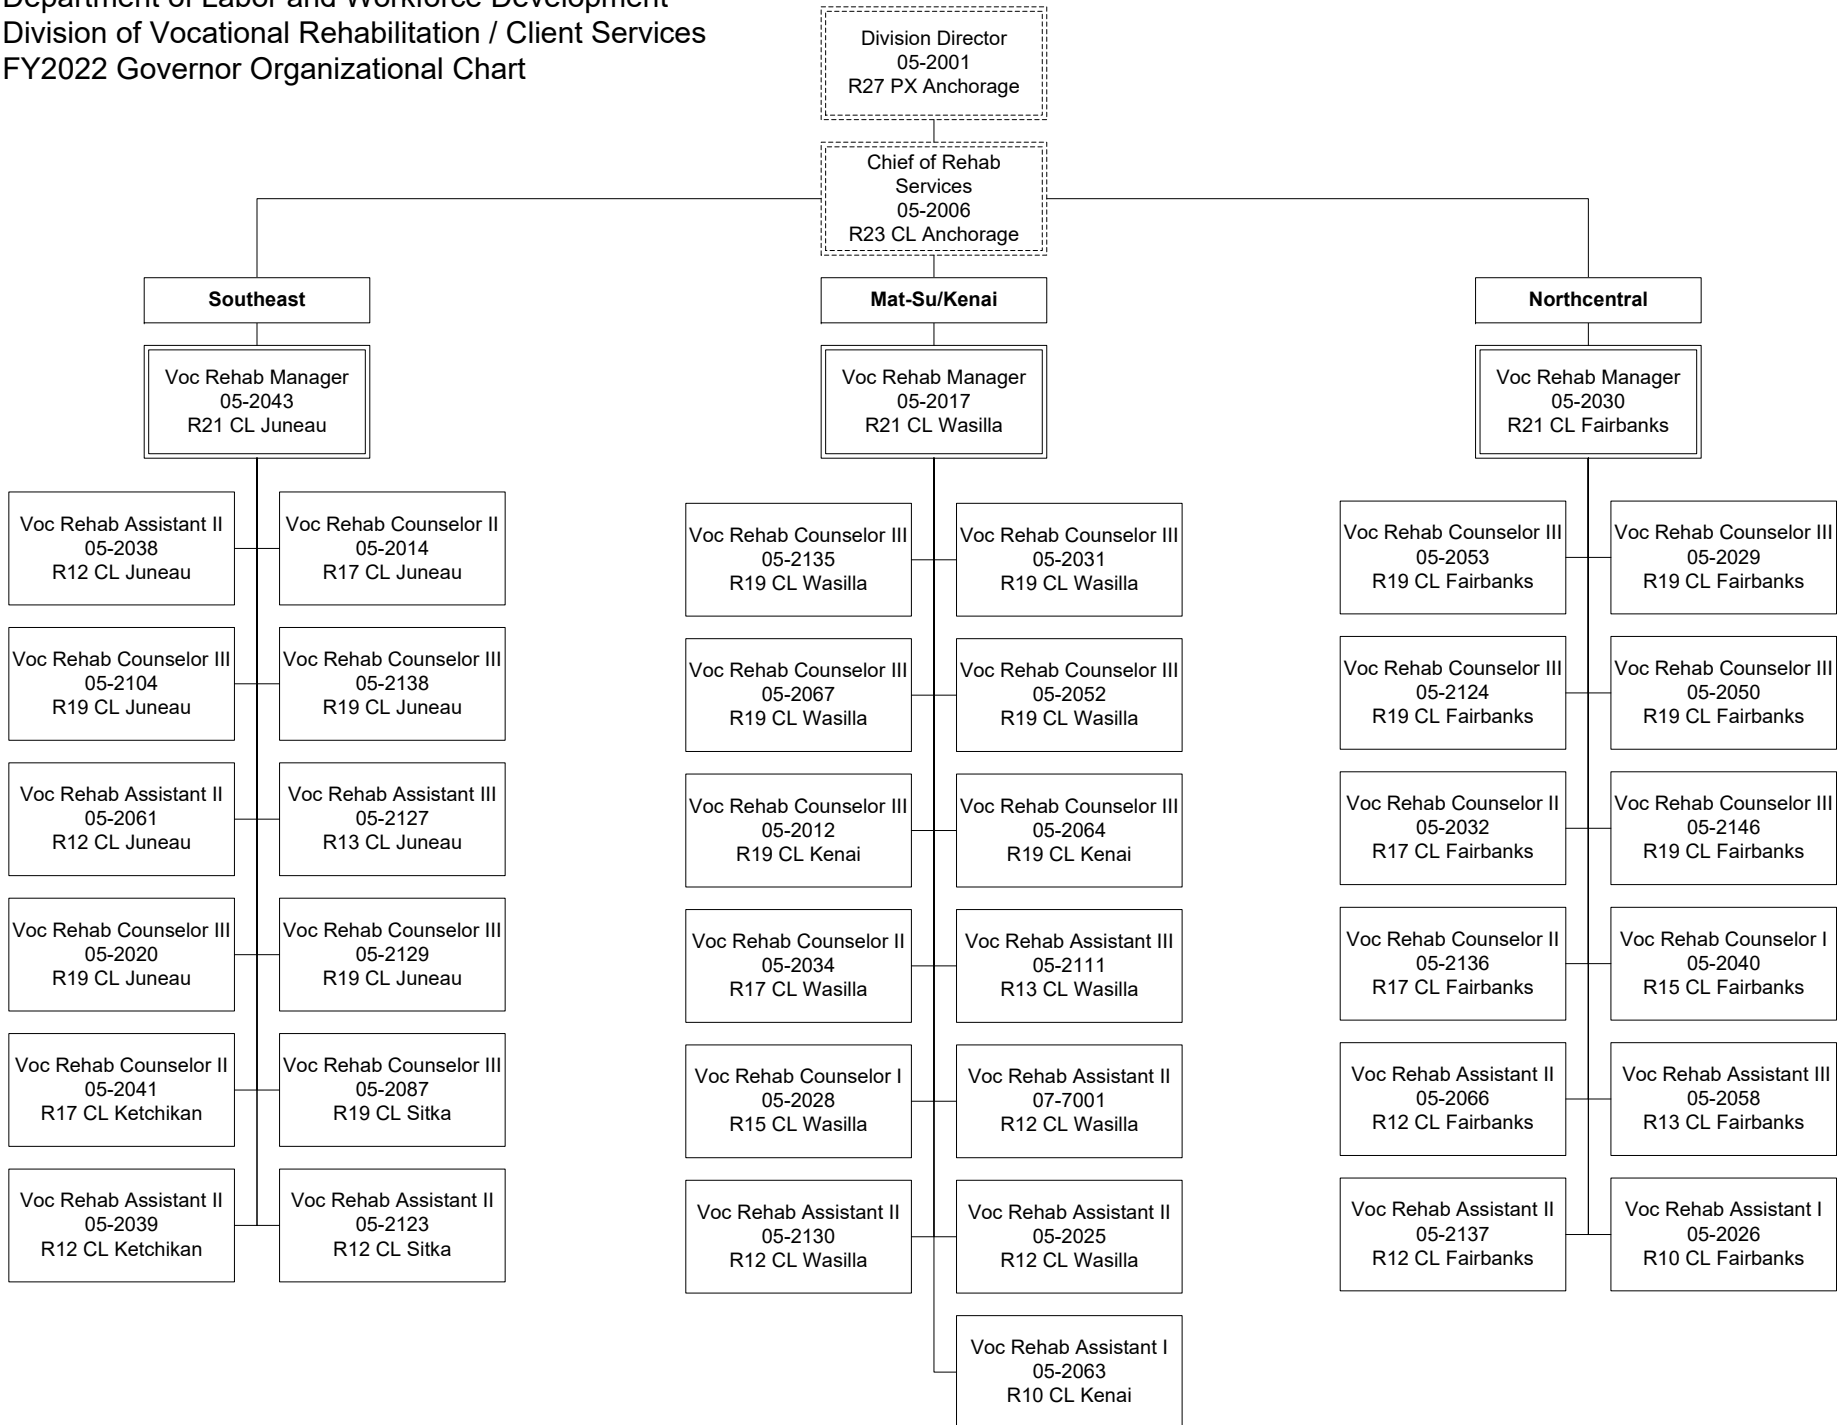 Department of Labor and Workforce Development
Division of Vocational Rehabilitation / Client Services
FY2022 Governor Organizational Chart
Division Director
05-2001
R27 PX Anchorage
Chief of Rehab
Services
05-2006
R23 CL Anchorage
Southeast
Voc Rehab Manager
05-2043
R21 CL Juneau
Voc Rehab Assistant II
05-2038
R12 CL Juneau
Voc Rehab Counselor II
05-2014
R17 CL Juneau
Voc Rehab Counselor III
05-2104
R19 CL Juneau
Voc Rehab Counselor III
05-2138
R19 CL Juneau
Voc Rehab Assistant II
05-2061
R12 CL Juneau
Voc Rehab Assistant III
05-2127
R13 CL Juneau
Voc Rehab Counselor III
05-2020
R19 CL Juneau
Voc Rehab Counselor III
05-2129
R19 CL Juneau
Voc Rehab Counselor II
05-2041
R17 CL Ketchikan
Voc Rehab Counselor III
05-2087
R19 CL Sitka
Voc Rehab Assistant II
05-2039
R12 CL Ketchikan
Voc Rehab Assistant II
05-2123
R12 CL Sitka
Mat-Su/Kenai
Voc Rehab Manager
05-2017
R21 CL Wasilla
Voc Rehab Counselor III
05-2135
R19 CL Wasilla
Voc Rehab Counselor III
05-2031
R19 CL Wasilla
Voc Rehab Counselor III
05-2067
R19 CL Wasilla
Voc Rehab Counselor III
05-2052
R19 CL Wasilla
Voc Rehab Counselor III
05-2012
R19 CL Kenai
Voc Rehab Counselor III
05-2064
R19 CL Kenai
Voc Rehab Counselor II
05-2034
R17 CL Wasilla
Voc Rehab Assistant III
05-2111
R13 CL Wasilla
Voc Rehab Counselor I
05-2028
R15 CL Wasilla
Voc Rehab Assistant II
07-7001
R12 CL Wasilla
Voc Rehab Assistant II
05-2130
R12 CL Wasilla
Voc Rehab Assistant II
05-2025
R12 CL Wasilla
Voc Rehab Assistant I
05-2063
R10 CL Kenai
Northcentral
Voc Rehab Manager
05-2030
R21 CL Fairbanks
Voc Rehab Counselor III
05-2053
R19 CL Fairbanks
Voc Rehab Counselor III
05-2029
R19 CL Fairbanks
Voc Rehab Counselor III
05-2124
R19 CL Fairbanks
Voc Rehab Counselor III
05-2050
R19 CL Fairbanks
Voc Rehab Counselor II
05-2032
R17 CL Fairbanks
Voc Rehab Counselor III
05-2146
R19 CL Fairbanks
Voc Rehab Counselor II
05-2136
R17 CL Fairbanks
Voc Rehab Counselor I
05-2040
R15 CL Fairbanks
Voc Rehab Assistant II
05-2066
R12 CL Fairbanks
Voc Rehab Assistant III
05-2058
R13 CL Fairbanks
Voc Rehab Assistant II
05-2137
R12 CL Fairbanks
Voc Rehab Assistant I
05-2026
R10 CL Fairbanks